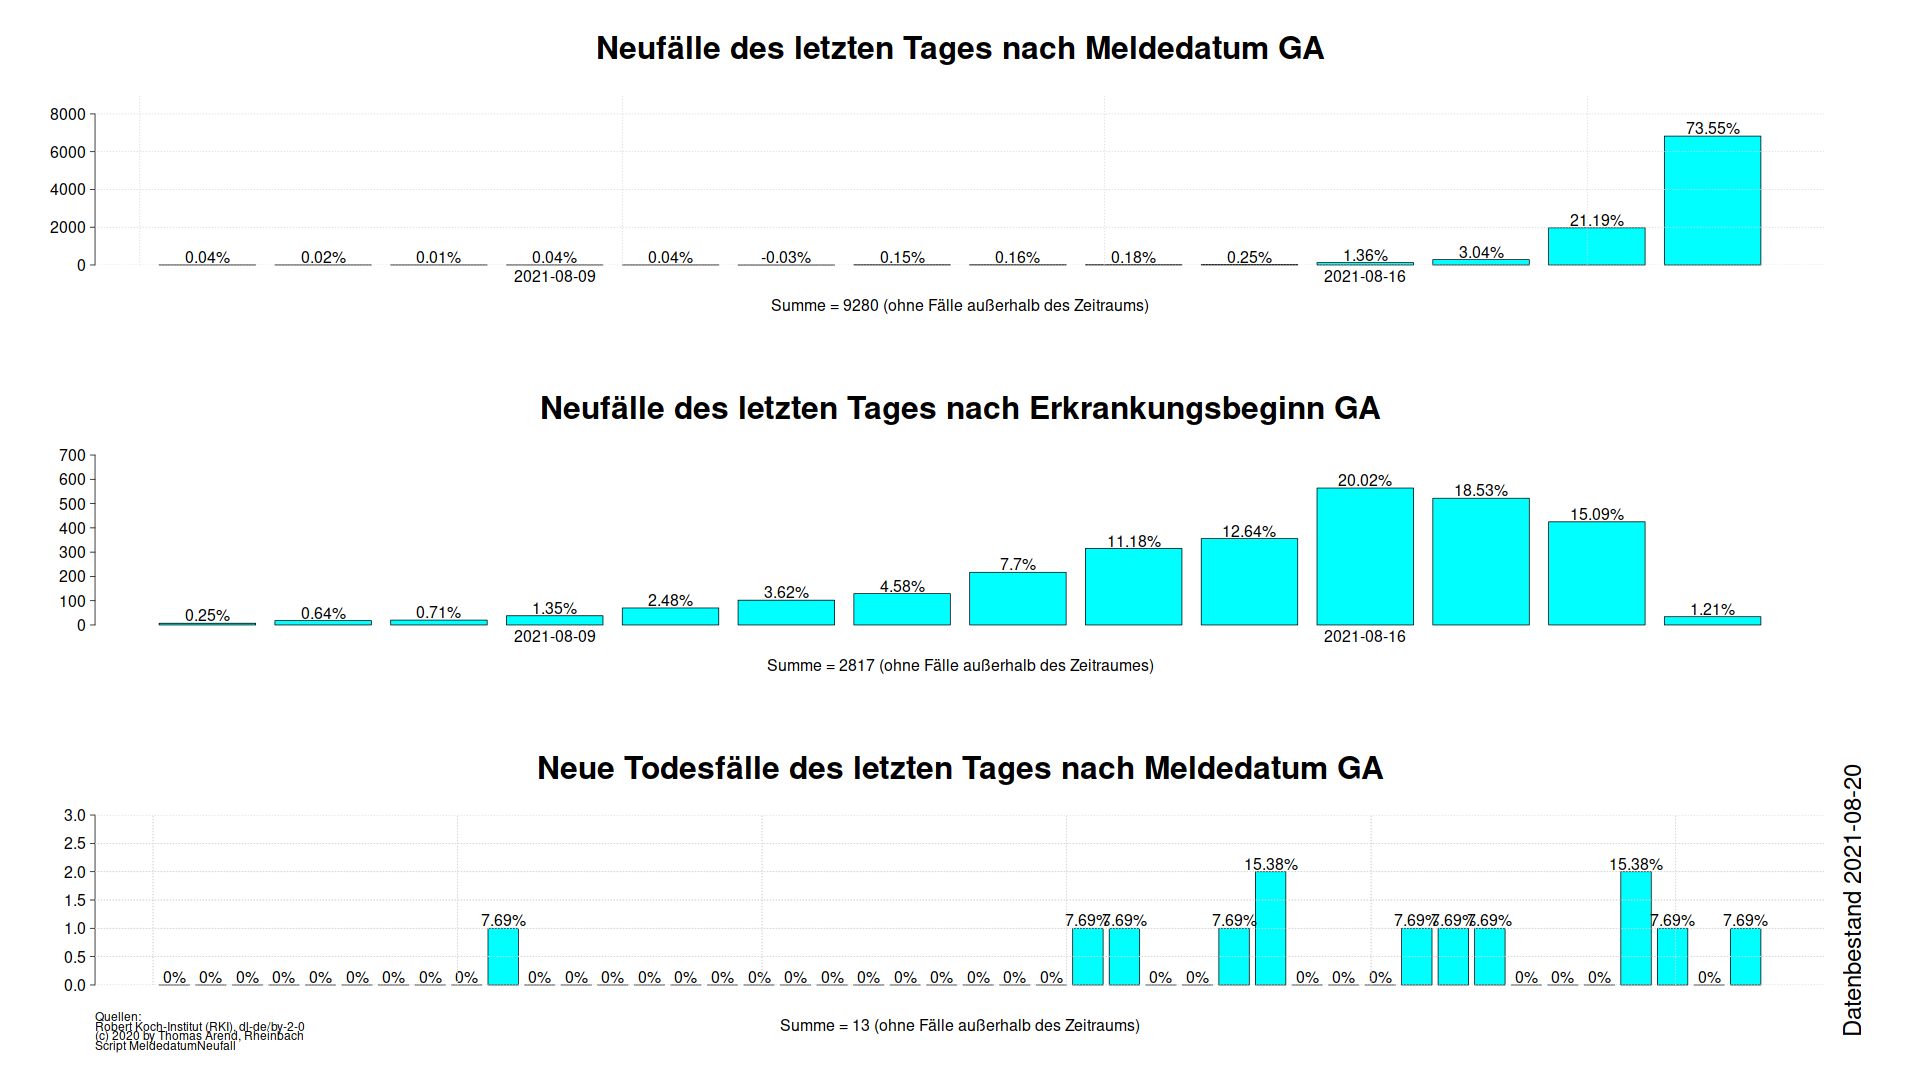 Neufälle des letzten Tages nach Meldedatum GA
8000
6000
4000
2000
0
0.04% 0.02% 0.01% 0.04% 0.04% -0.03% 0.15% 0.16% 0.18% 0.25% 1.36% 3.04% 21.19% 73.55%
2021-08-09 2021-08-16
Summe = 9280 (ohne Fälle außerhalb des Zeitraums)
Neufälle des letzten Tages nach Erkrankungsbeginn GA
700
600
500
400
300
200
100
0
0.25% 0.64% 0.71% 1.35% 2.48% 3.62% 4.58% 7.7% 11.18% 12.64% 20.02% 18.53% 15.09% 1.21%
2021-08-09 2021-08-16
Summe = 2817 (ohne Fälle außerhalb des Zeitraumes)
Neue Todesfälle des letzten Tages nach Meldedatum GA
3.0
2.5
2.0
1.5
1.0
0.5
0.0
0% 0% 0% 0% 0% 0% 0% 0% 0% 7.69% 0% 0% 0% 0% 0% 0% 0% 0% 0% 0% 0% 0% 0% 0% 0% 7.69% 7.69% 0% 0% 7.69% 15.38% 0% 0% 0% 7.69% 7.69% 7.69% 0% 0% 0% 15.38% 7.69% 0% 7.69%
Summe = 13 (ohne Fälle außerhalb des Zeitraums)
Quellen:
Robert Koch-Institut (RKI), dl-de/by-2-0
(c) 2020 by Thomas Arend, Rheinbach
Script MeldedatumNeufall
Datenbestand 2021-08-20